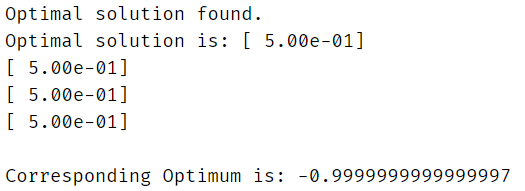 Optimal solution found.
Optimal solution is: [ 5.00e-01]
[ 5.00e-01]
[ 5.00e-01]
[ 5.00e-01]
Corresponding Optimum is: -0.9999999999999997